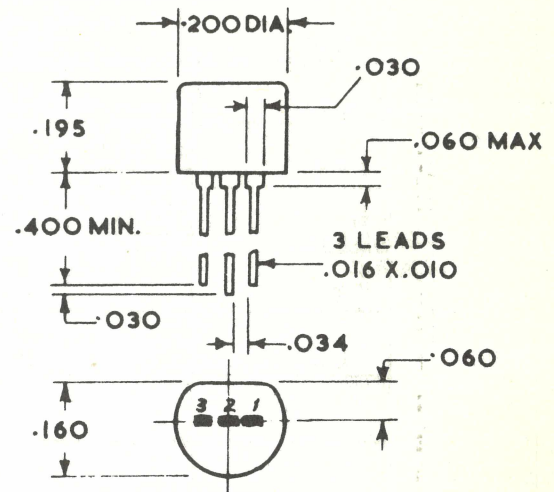 .200 DIA.
.030
.195
.060 MAX
.400 MIN.
3 LEADS
.016 X .010
.030
.034
.060
3 2 1
.160